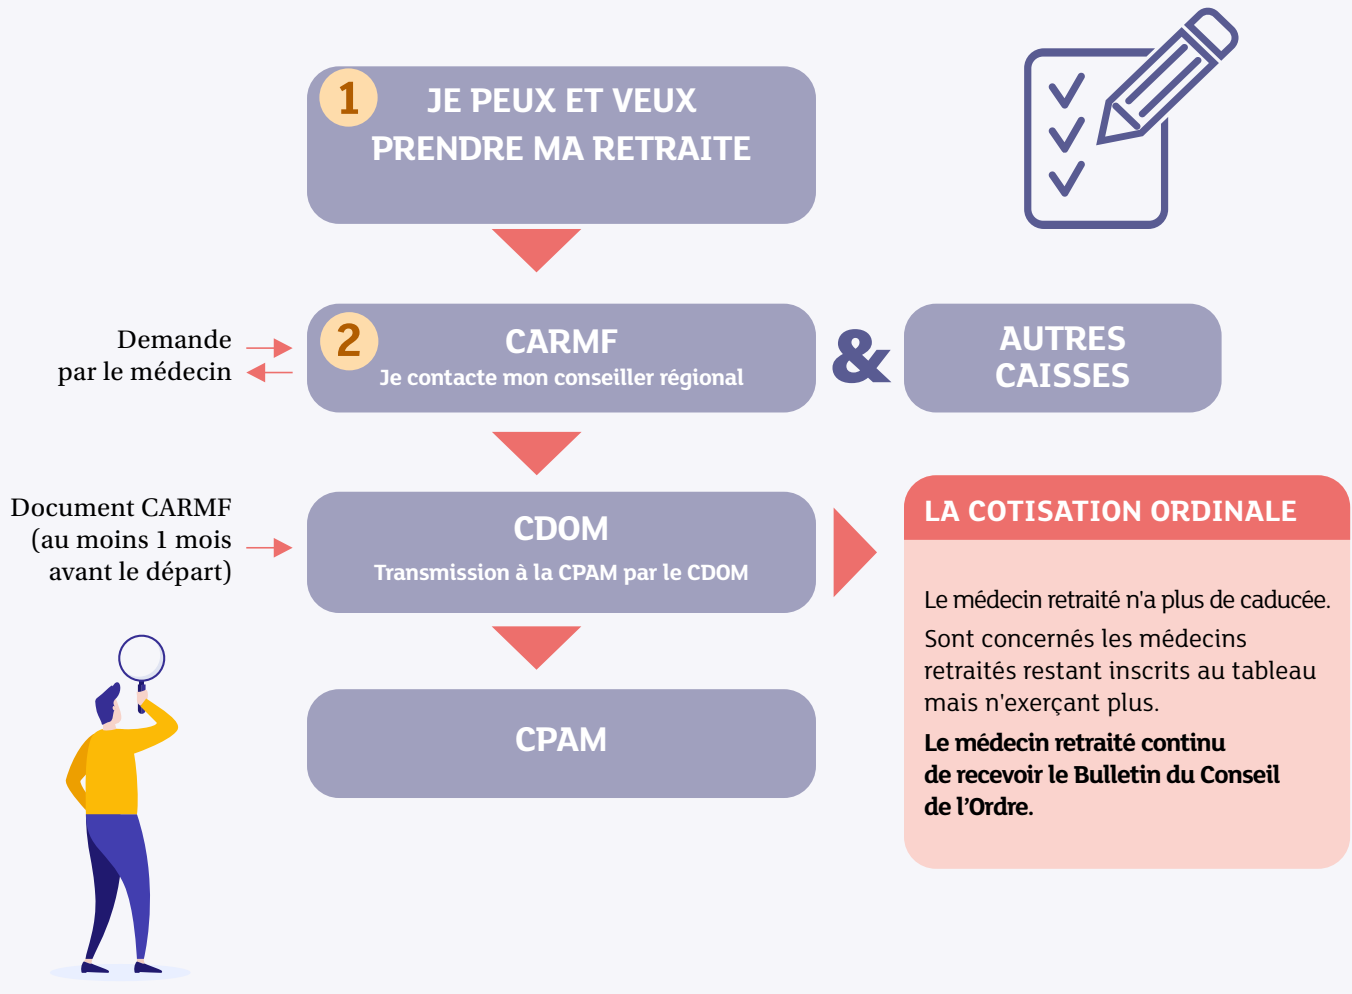 1
JE PEUX ET VEUX
PRENDRE MA RETRAITE
Demande
par le médecin
2
CARMF
Je contacte mon conseiller régional
&
AUTRES
CAISSES
Document CARMF
(au moins 1 mois
avant le départ)
CDOM
Transmission à la CPAM par le CDOM
LA COTISATION ORDINALE
Le médecin retraité n'a plus de caducée.
Sont concernés les médecins
retraités restant inscrits au tableau
mais n'exerçant plus.
Le médecin retraité continu
de recevoir le Bulletin du Conseil
de l’Ordre.
CPAM